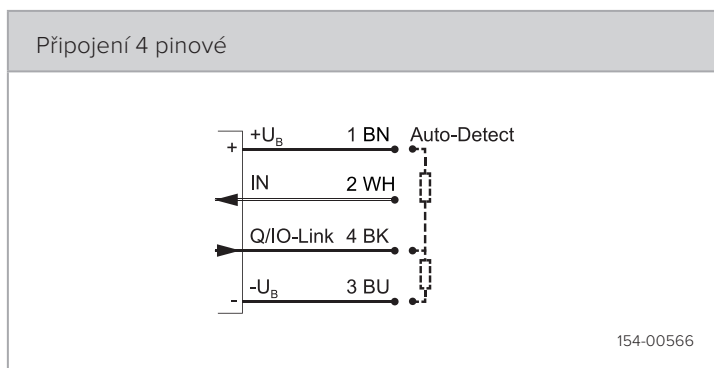 Připojení 4 pinové
+U_B 1 BN Auto-Detect
+
IN 2 WH
Q/IO-Link 4 BK
-U_B 3 BU
-
154-00566